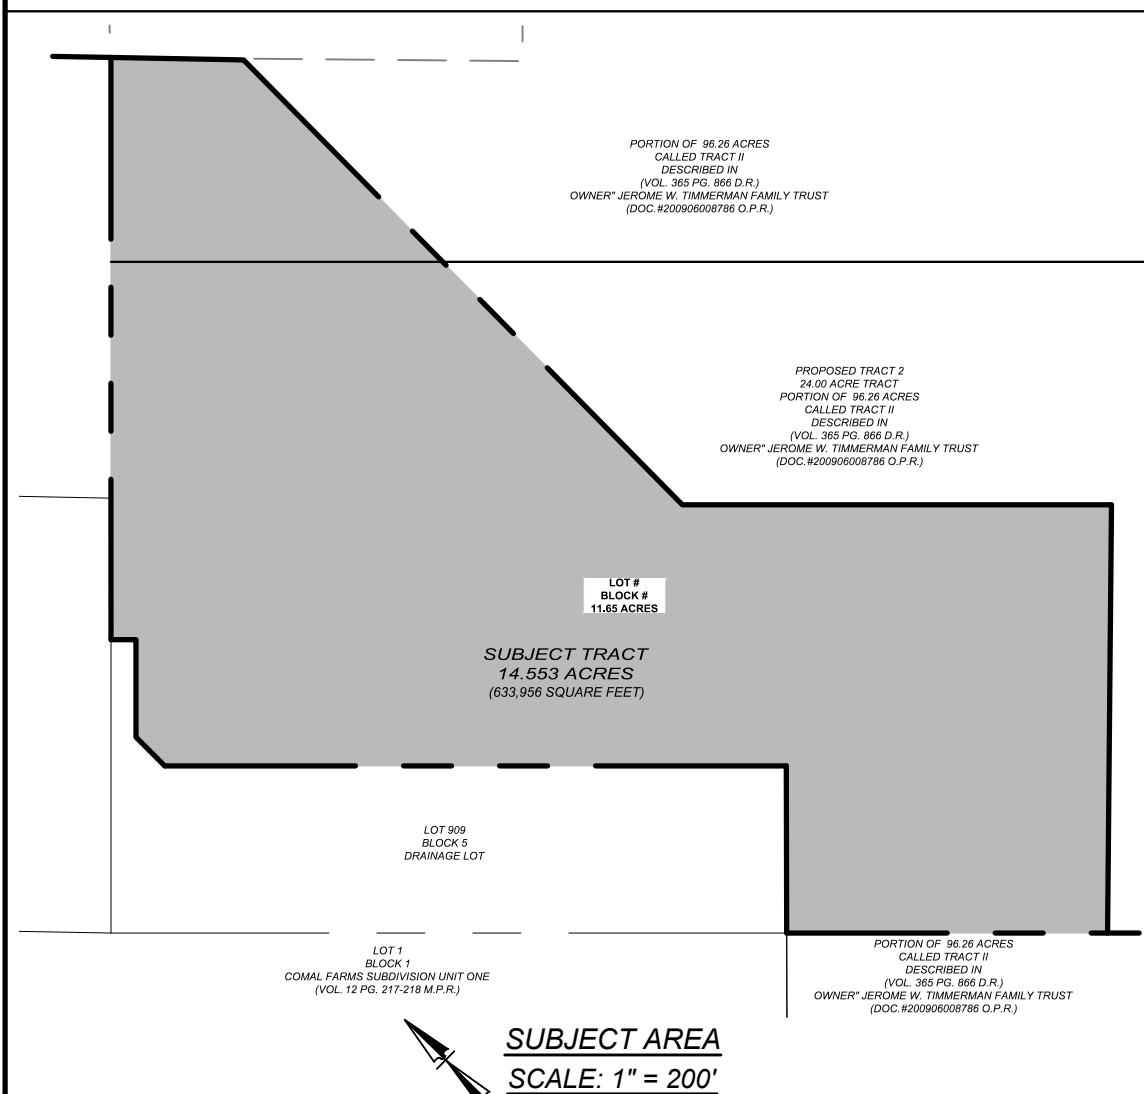 PORTION OF 96.26 ACRES
CALLED TRACT II
DESCRIBED IN
(VOL. 365 PG. 866 D.R.)
OWNER" JEROME W. TIMMERMAN FAMILY TRUST
(DOC.#200906008786 O.P.R.)
PROPOSED TRACT 2
24.00 ACRE TRACT
PORTION OF 96.26 ACRES
CALLED TRACT II
DESCRIBED IN
(VOL. 365 PG. 866 D.R.)
OWNER" JEROME W. TIMMERMAN FAMILY TRUST
(DOC.#200906008786 O.P.R.)
LOT #
BLOCK #
11.65 ACRES
SUBJECT TRACT
14.553 ACRES
(633,956 SQUARE FEET)
LOT 909
BLOCK 5
DRAINAGE LOT
LOT 1
BLOCK 1
COMAL FARMS SUBDIVISION UNIT ONE
(VOL. 12 PG. 217-218 M.P.R.)
PORTION OF 96.26 ACRES
CALLED TRACT II
DESCRIBED IN
(VOL. 365 PG. 866 D.R.)
OWNER" JEROME W. TIMMERMAN FAMILY TRUST
(DOC.#200906008786 O.P.R.)
SUBJECT AREA
SCALE: 1" = 200'